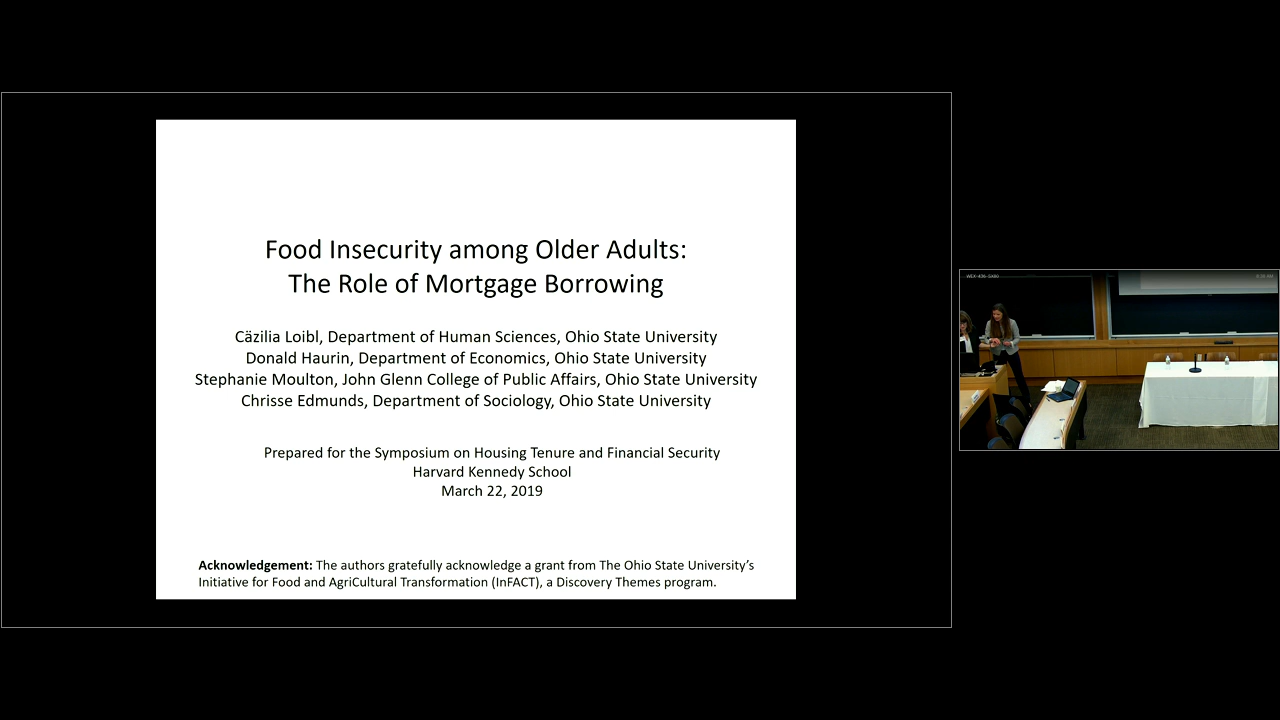 Food Insecurity among Older Adults:
The Role of Mortgage Borrowing
Cäzilia Loibl, Department of Human Sciences, Ohio State University
Donald Haurin, Department of Economics, Ohio State University
Stephanie Moulton, John Glenn College of Public Affairs, Ohio State University
Chrisse Edmunds, Department of Sociology, Ohio State University
Prepared for the Symposium on Housing Tenure and Financial Security
Harvard Kennedy School
March 22, 2019
Acknowledgement: The authors gratefully acknowledge a grant from The Ohio State University’s
Initiative for Food and AgriCultural Transformation (InFACT), a Discovery Themes program.